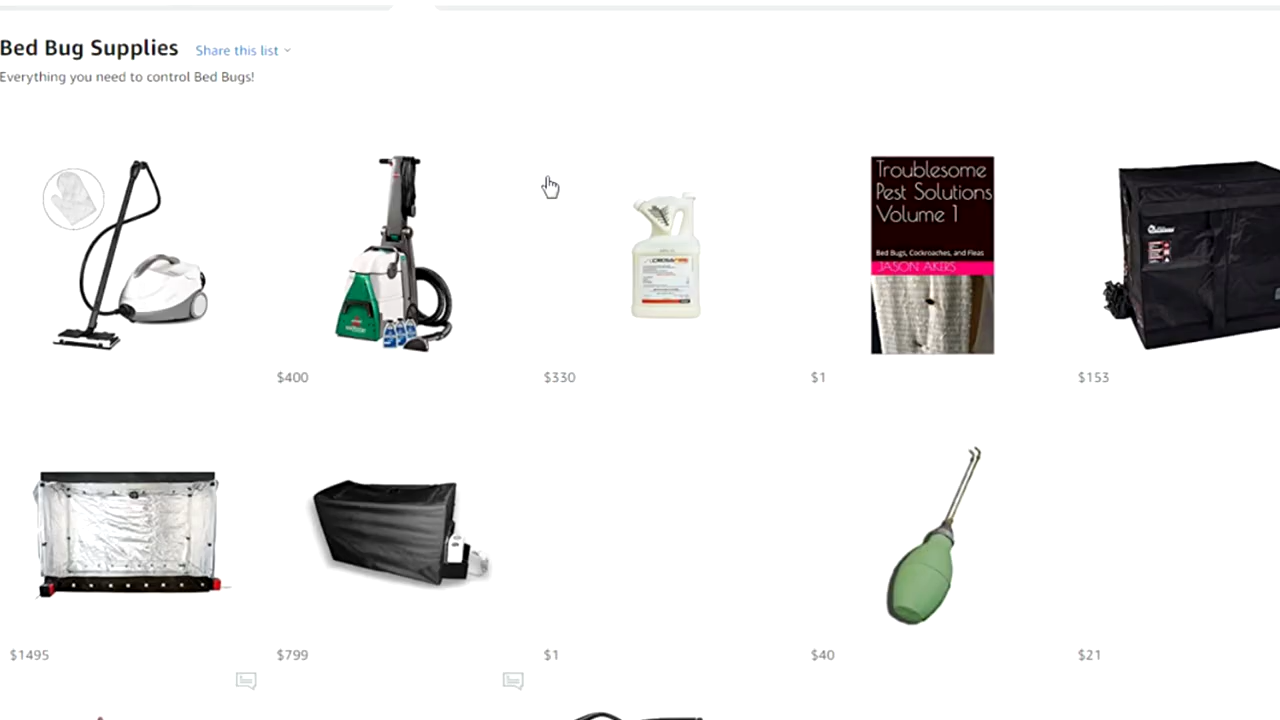 Bed Bug Supplies Share this list
Everything you need to control Bed Bugs!
Troublesome
Pest Solutions
Volume 1
Bed Bugs, Cockroaches, and Fleas
JASON AKERS
CROSSFIRE
$400
$330
$1
$153
$1495
$799
$1
$40
$21